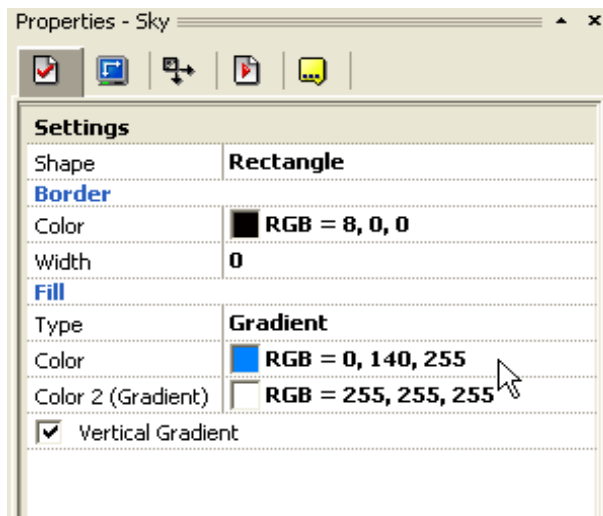 Properties - Sky
Settings
Shape Rectangle
Border
Color RGB = 8, 0, 0
Width 0
Fill
Type Gradient
Color RGB = 0, 140, 255
Color 2 (Gradient) RGB = 255, 255, 255
Vertical Gradient